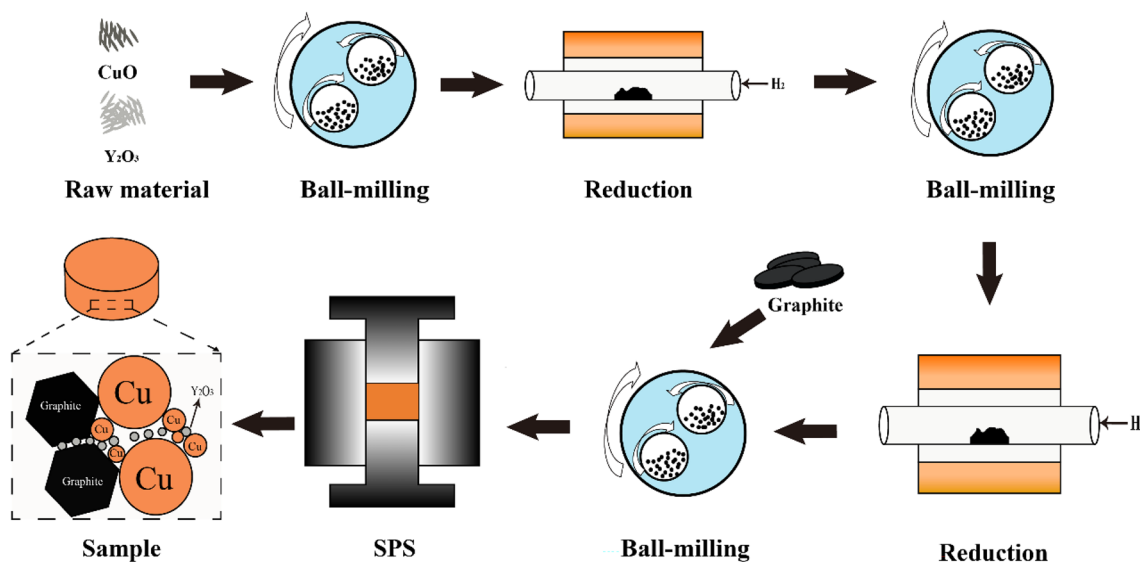 CuO
Y₂O₃
Raw material
Ball-milling
H₂
Reduction
Ball-milling
Graphite
H
Reduction
Ball-milling
SPS
Cu
Y₂O₃
Graphite
Cu
Cu
Cu
Cu
Graphite
Cu
Sample